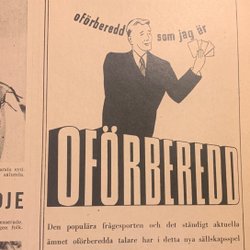 oförberedd som jag är
OFÖRBEREDD
Den populära frågesporten och det ständigt aktuella
ämnet oförberedda talare har i detta nya sällskapsspel